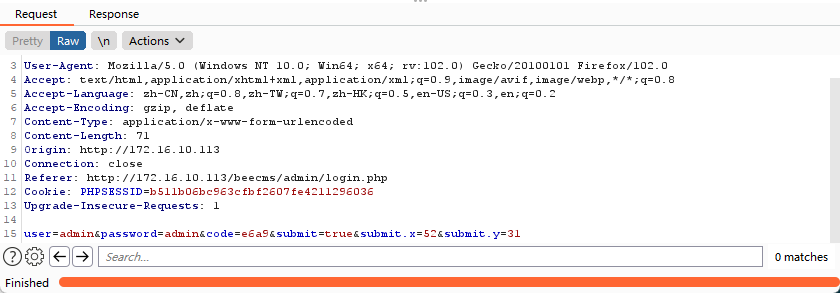 Request Response
Pretty Raw \n Actions
3 User-Agent: Mozilla/5.0 (Windows NT 10.0; Win64; x64; rv:102.0) Gecko/20100101 Firefox/102.0
4 Accept: text/html,application/xhtml+xml,application/xml;q=0.9,image/avif,image/webp,*/*;q=0.8
5 Accept-Language: zh-CN,zh;q=0.8,zh-TW;q=0.7,zh-HK;q=0.5,en-US;q=0.3,en;q=0.2
6 Accept-Encoding: gzip, deflate
7 Content-Type: application/x-www-form-urlencoded
8 Content-Length: 71
9 Origin: http://172.16.10.113
10 Connection: close
11 Referer: http://172.16.10.113/beecms/admin/login.php
12 Cookie: PHPSESSID=b511b06bc963cfbf2607fe4211296036
13 Upgrade-Insecure-Requests: 1
14
15 user=admin&password=admin&code=e6a9&submit=true&submit.x=52&submit.y=31
Search... 0 matches
Finished